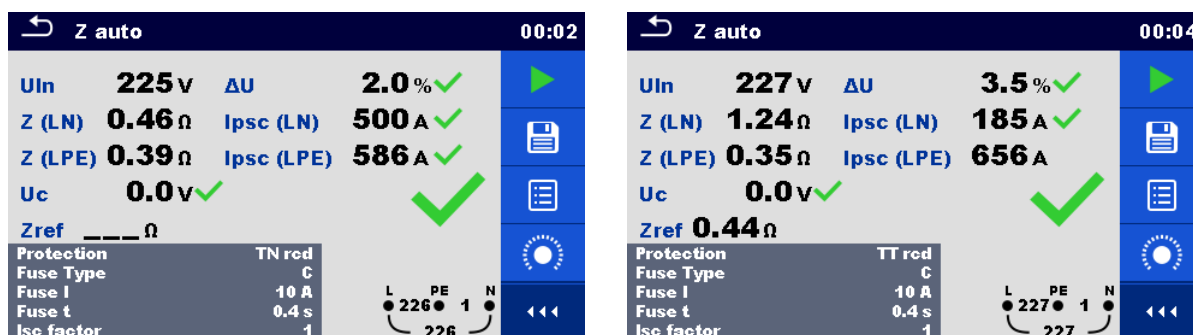 Z auto 00:02
Uln 225 V ΔU 2.0 %
Z (LN) 0.46 Ω Ipsc (LN) 500 A
Z (LPE) 0.39 Ω Ipsc (LPE) 586 A
Uc 0.0 V
Zref ___ Ω
Protection TN rcd
Fuse Type C
Fuse I 10 A
Fuse t 0.4 s
Isc factor 1
L PE N
226 1
226
Z auto 00:04
Uln 227 V ΔU 3.5 %
Z (LN) 1.24 Ω Ipsc (LN) 185 A
Z (LPE) 0.35 Ω Ipsc (LPE) 656 A
Uc 0.0 V
Zref 0.44 Ω
Protection TT rcd
Fuse Type C
Fuse I 10 A
Fuse t 0.4 s
Isc factor 1
L PE N
227 1
227